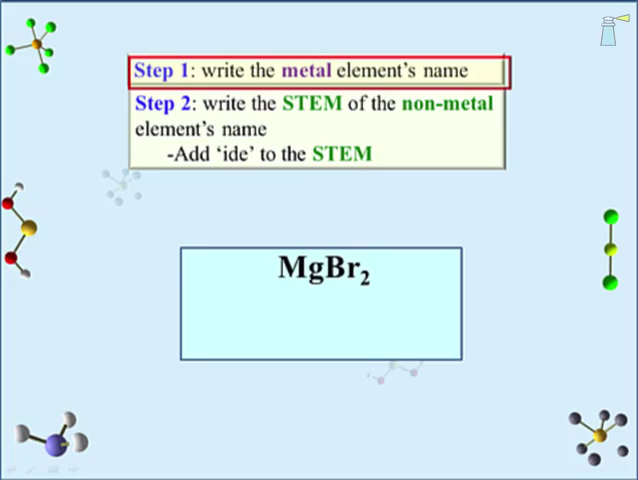 Step 1: write the metal element's name
Step 2: write the STEM of the non-metal
element's name
-Add 'ide' to the STEM
MgBr₂